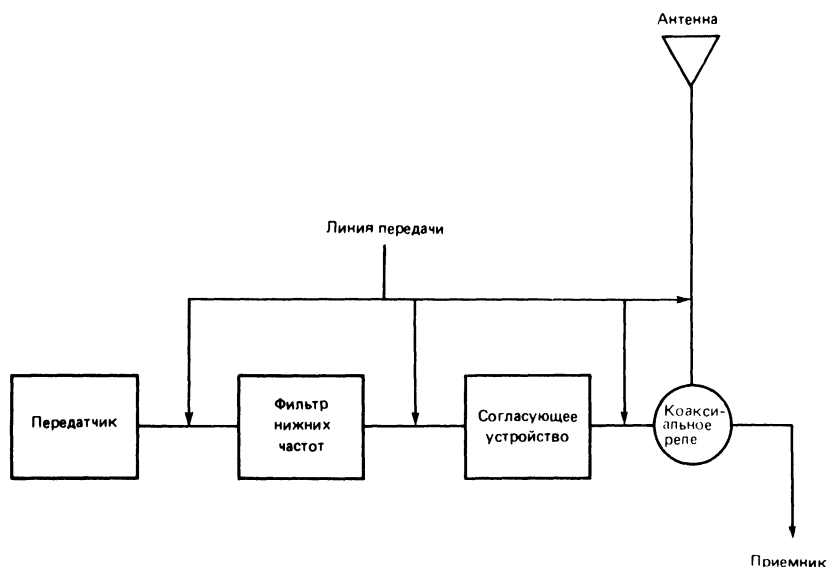 Антенна
Линия передачи
Передатчик
Фильтр
нижних
частот
Согласующее
устройство
Коакси-
альное
реле
Приемник